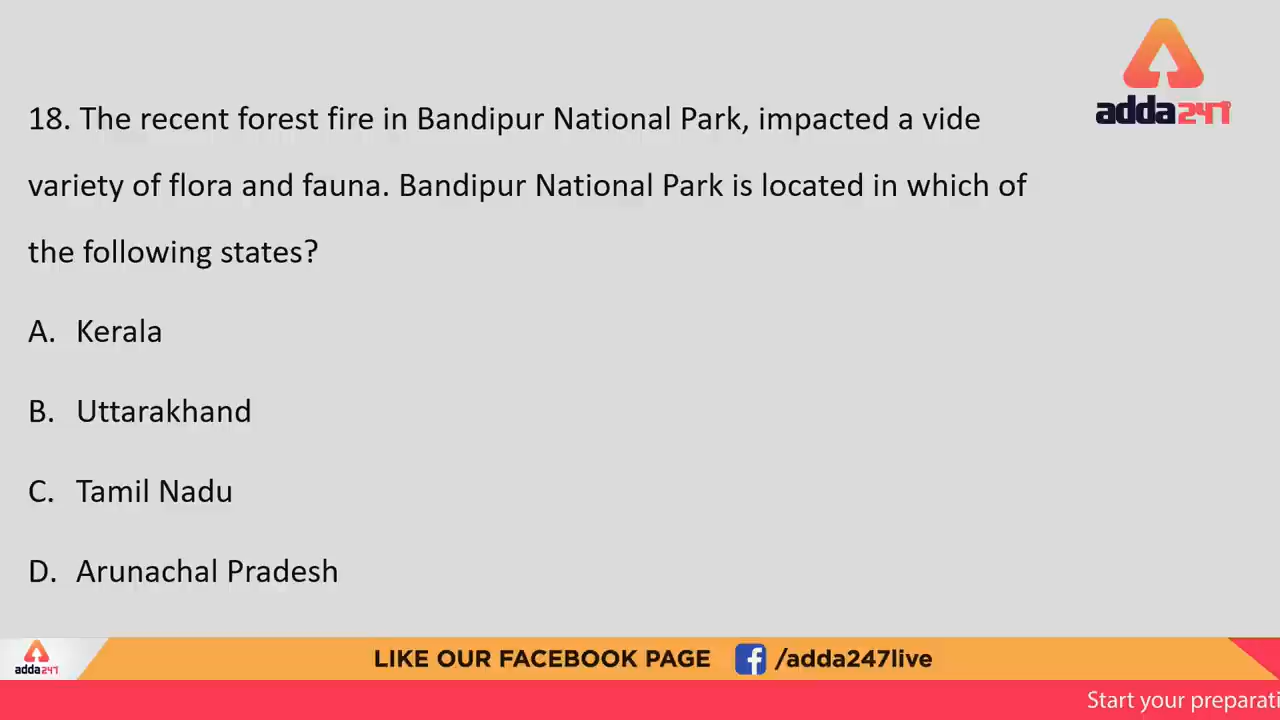 adda247
18. The recent forest fire in Bandipur National Park, impacted a vide
variety of flora and fauna. Bandipur National Park is located in which of
the following states?
A. Kerala
B. Uttarakhand
C. Tamil Nadu
D. Arunachal Pradesh
adda247
LIKE OUR FACEBOOK PAGE f /adda247live
Start your preparati